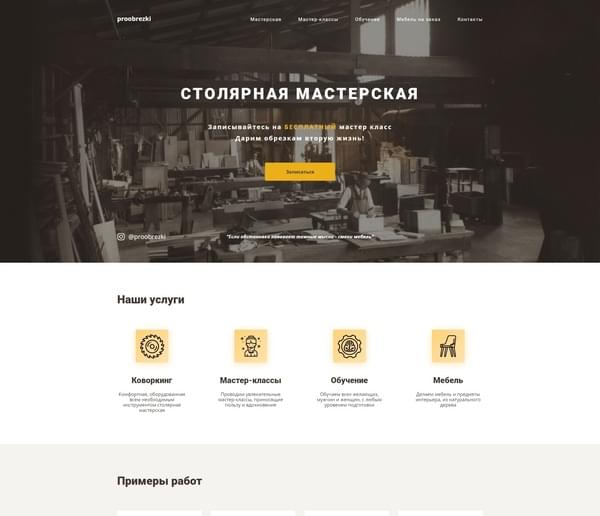 proobrezki
Мастерская Мастер-классы Обучение Мебель на заказ Контакты
СТОЛЯРНАЯ МАСТЕРСКАЯ
Записывайтесь на БЕСПЛАТНЫЙ мастер класс
Дарим обрезкам вторую жизнь!
Записаться
@proobrezki
"Если обстановка навевает темные мысли - смени мебель"
Наши услуги
Коворкинг Мастер-классы Обучение Мебель
Комфортная, оборудованная Проводим увлекательные Обучаем всех желающих, Делаем мебель и предметы
всем необходимым мастер-классы, приносящие мужчин и женщин, с любым интерьера, из натурального
инструментом столярная пользу и вдохновение уровнем подготовки дерева
мастерская
Примеры работ